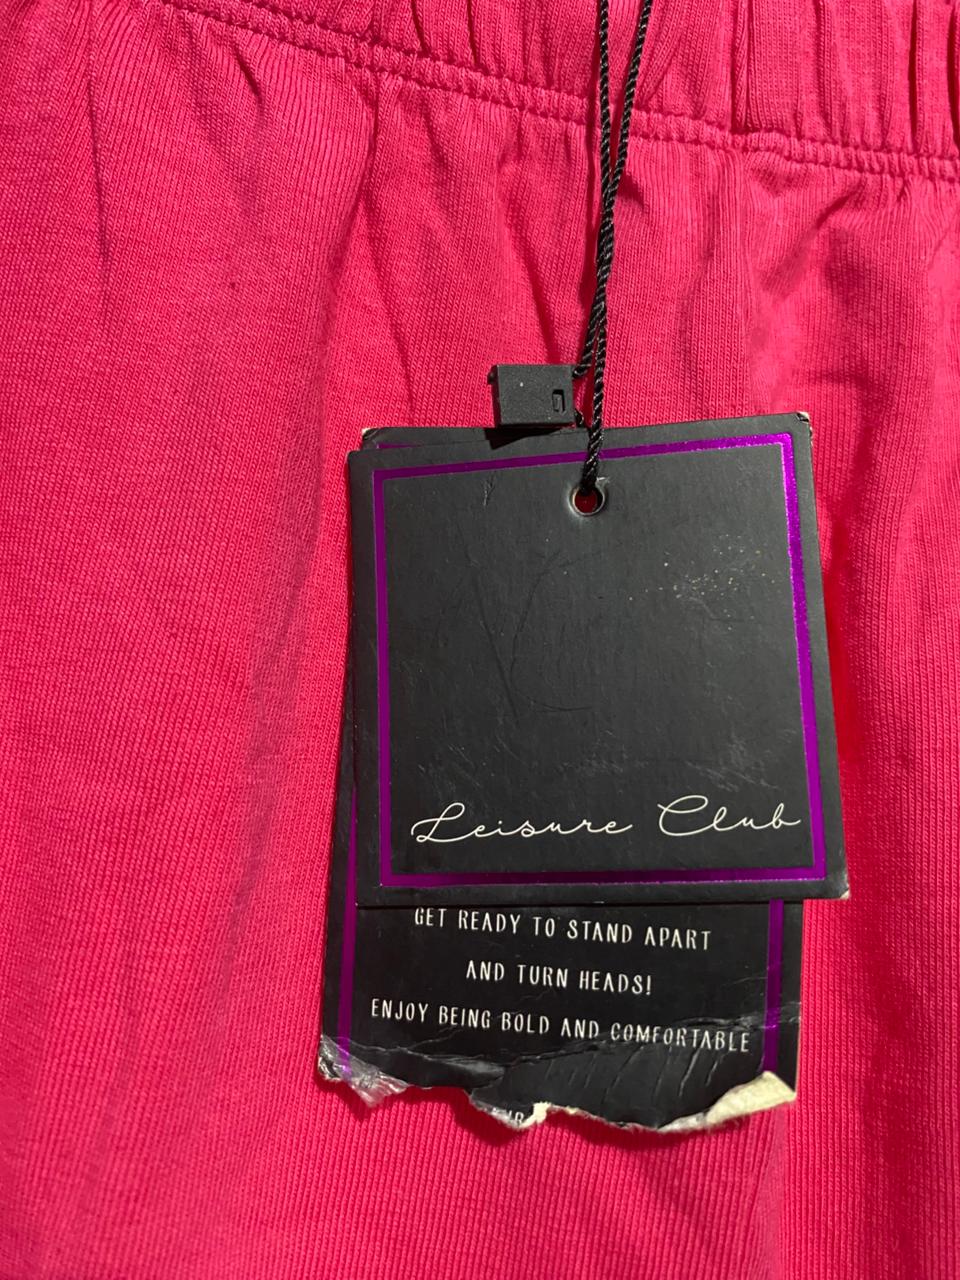 Leisure Club
GET READY TO STAND APART
AND TURN HEADS!
ENJOY BEING BOLD AND COMFORTABLE